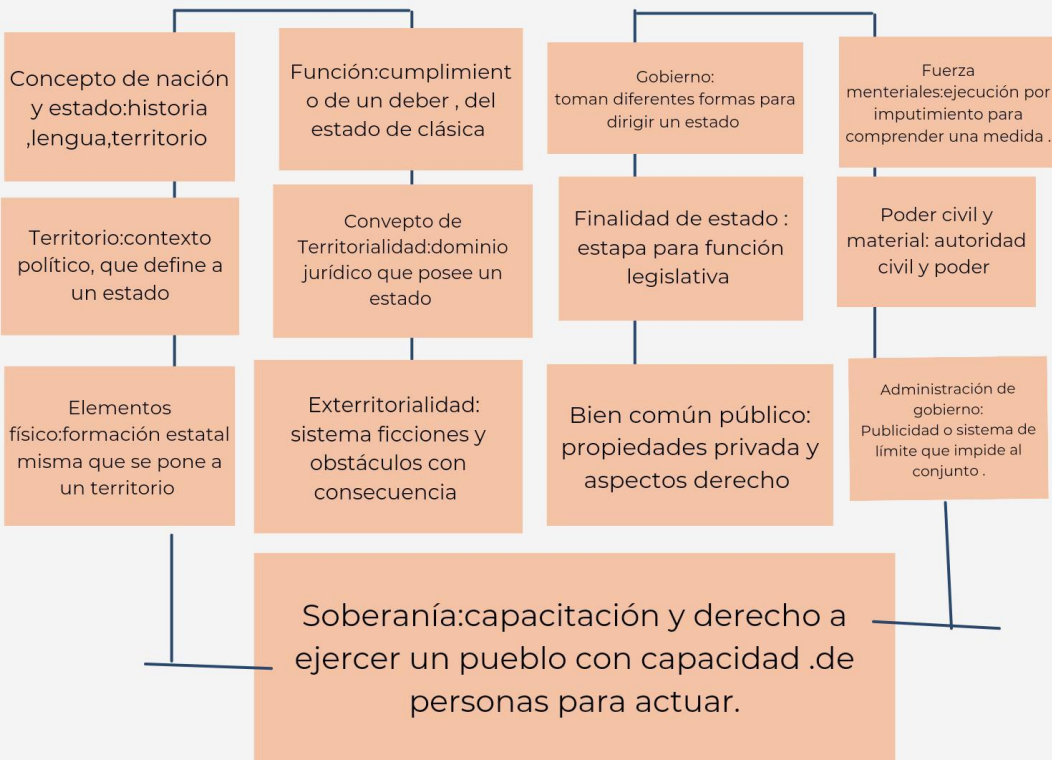 Concepto de nación
y estado:historia
,lengua,territorio
Función:cumplimient
o de un deber , del
estado de clásica
Gobierno:
toman diferentes formas para
dirigir un estado
Fuerza
menteriales:ejecución por
imputimiento para
comprender una medida .
Territorio:contexto
político, que define a
un estado
Convepto de
Territorialidad:dominio
jurídico que posee un
estado
Finalidad de estado :
estapa para función
legislativa
Poder civil y
material: autoridad
civil y poder
Elementos
físico:formación estatal
misma que se pone a
un territorio
Exterritorialidad:
sistema ficciones y
obstáculos con
consecuencia
Bien común público:
propiedades privada y
aspectos derecho
Administración de
gobierno:
Publicidad o sistema de
límite que impide al
conjunto .
Soberanía:capacitación y derecho a
ejercer un pueblo con capacidad .de
personas para actuar.